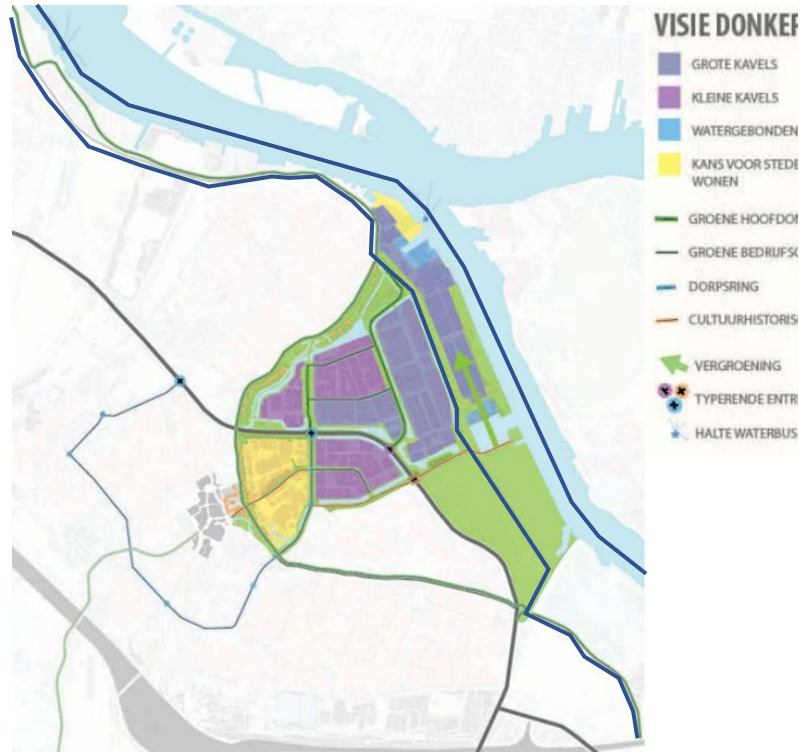 VISIE DONKER
GROTE KAVELS
KLEINE KAVELS
WATERGEBONDEN
KANS VOOR STEDE
WONEN
GROENE HOOFDON
GROENE BEDRIJFSC
DORPSRING
CULTUURHISTORIS
VERGROENING
TYPERENDE ENTRE
HALTE WATERBUS